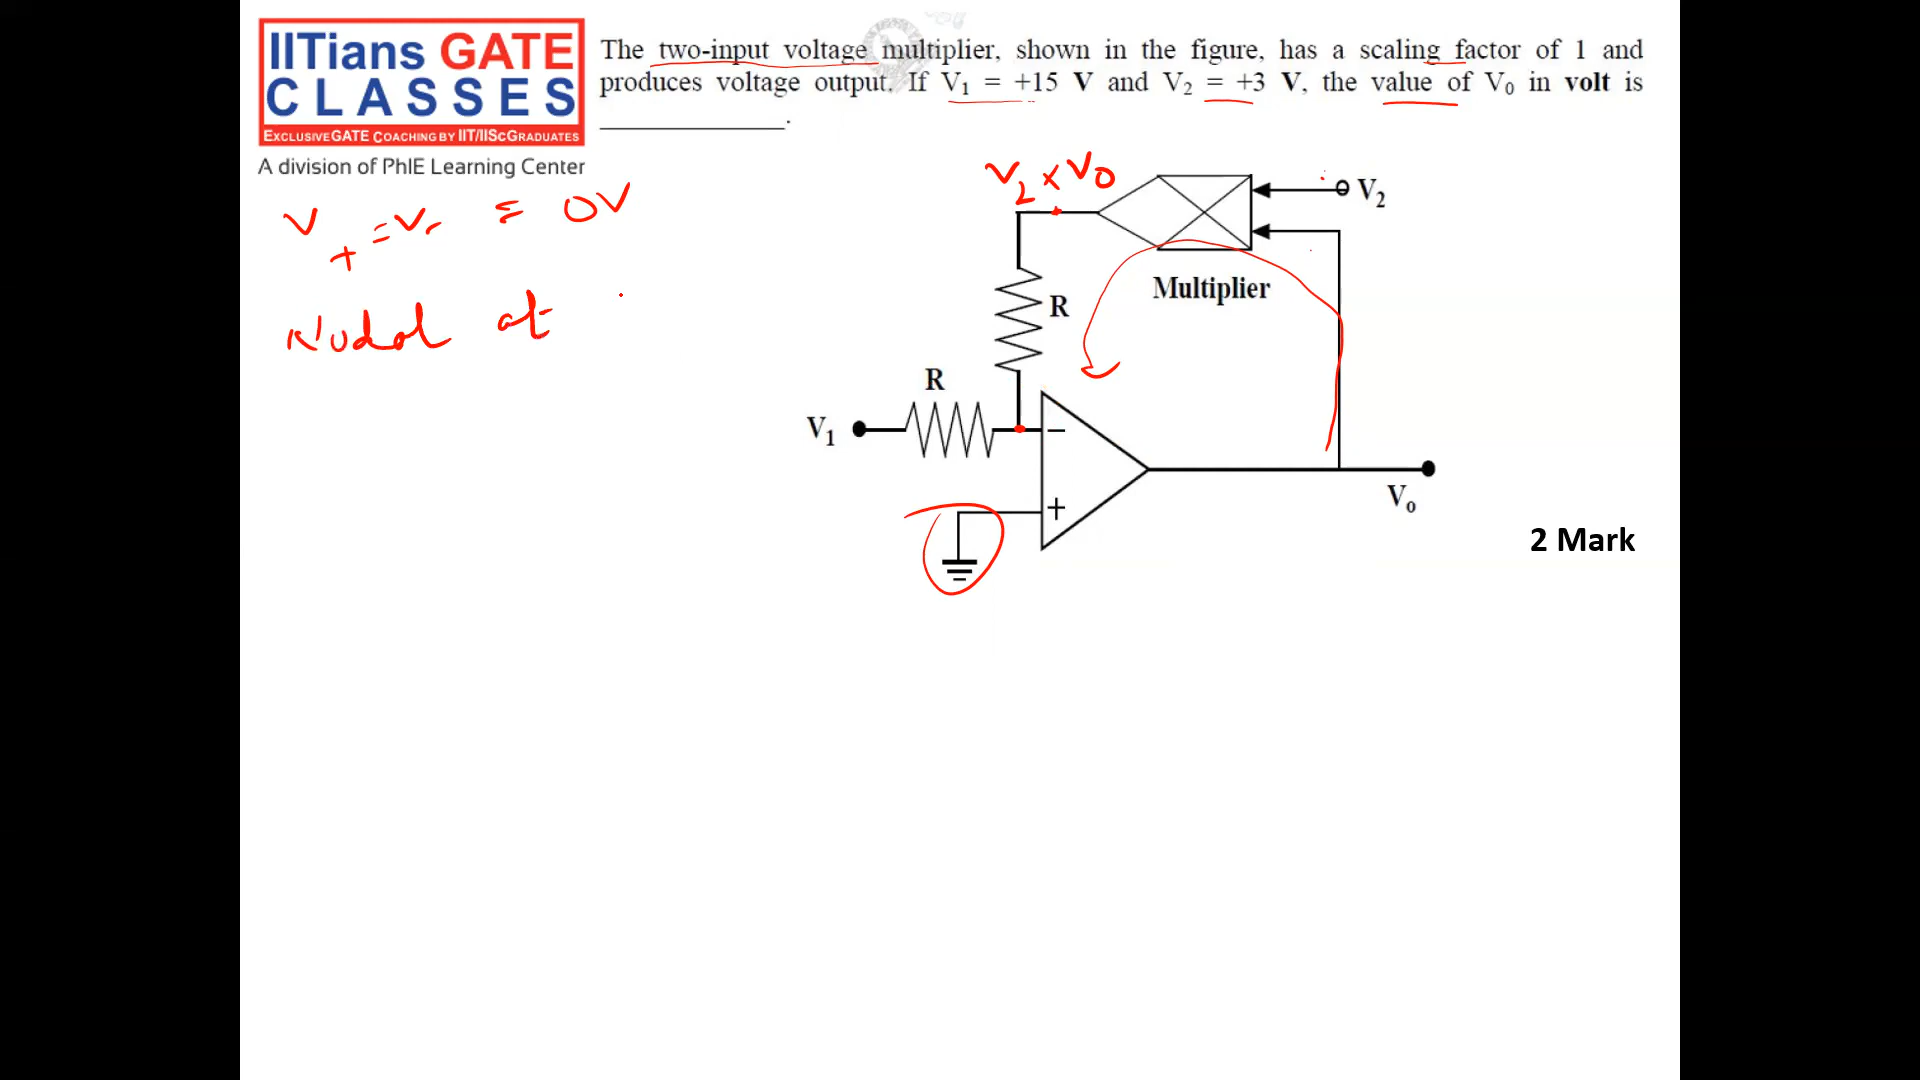 IITians GATE
CLASSES
EXCLUSIVE GATE COACHING BY IIT/IISc GRADUATES
A division of PhIE Learning Center
The two-input voltage multiplier, shown in the figure, has a scaling factor of 1 and
produces voltage output. If V₁ = +15 V and V₂ = +3 V, the value of V₀ in volt is
____________.
V₂ × V₀
V₂
V₊ = V₋ = 0V
Multiplier
R
Nodal at
R
V₁
−
+
Vₒ
2 Mark